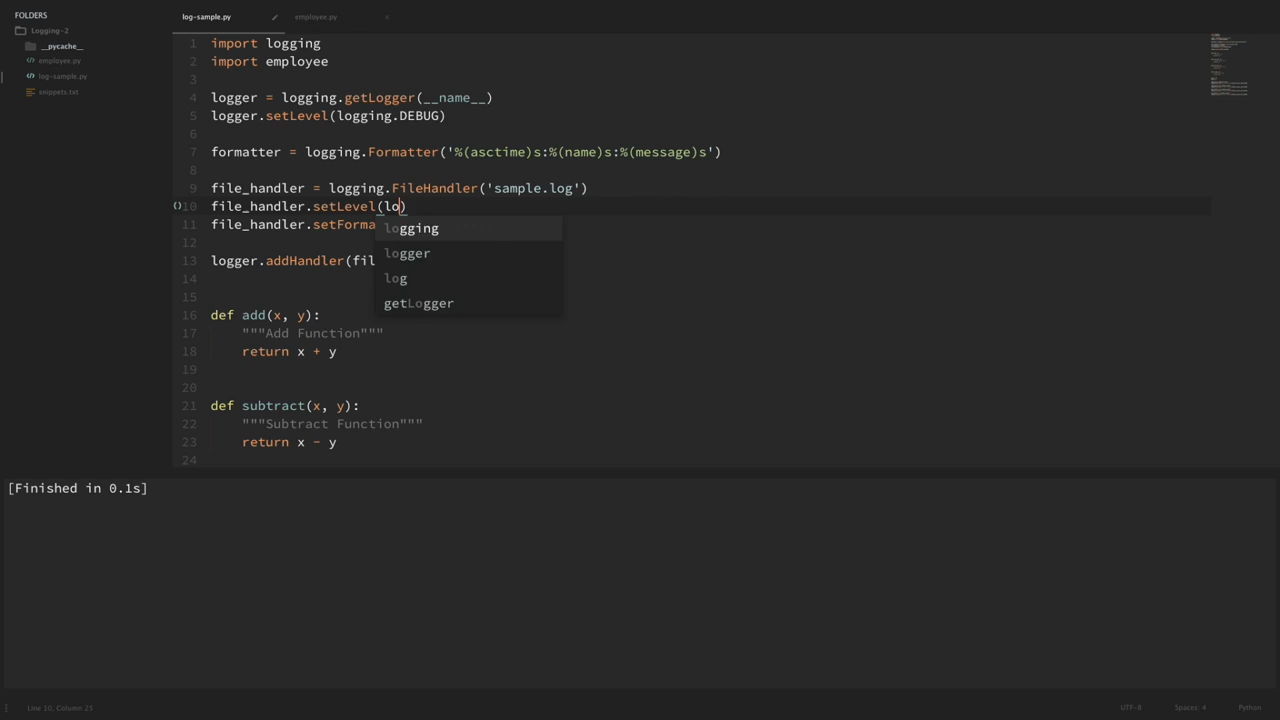 FOLDERS
Logging-2
__pycache__
employee.py
log-sample.py
snippets.txt
log-sample.py
employee.py
1 import logging
2 import employee
3
4 logger = logging.getLogger(__name__)
5 logger.setLevel(logging.DEBUG)
6
7 formatter = logging.Formatter('%(asctime)s:%(name)s:%(message)s')
8
9 file_handler = logging.FileHandler('sample.log')
10 file_handler.setLevel(lo)
11 file_handler.setForma
12
13 logger.addHandler(fil
14
15
16 def add(x, y):
17 """Add Function"""
18 return x + y
19
20
21 def subtract(x, y):
22 """Subtract Function"""
23 return x - y
24
logging
logger
log
getLogger
[Finished in 0.1s]
Line 10, Column 25
UTF-8
Spaces: 4
Python